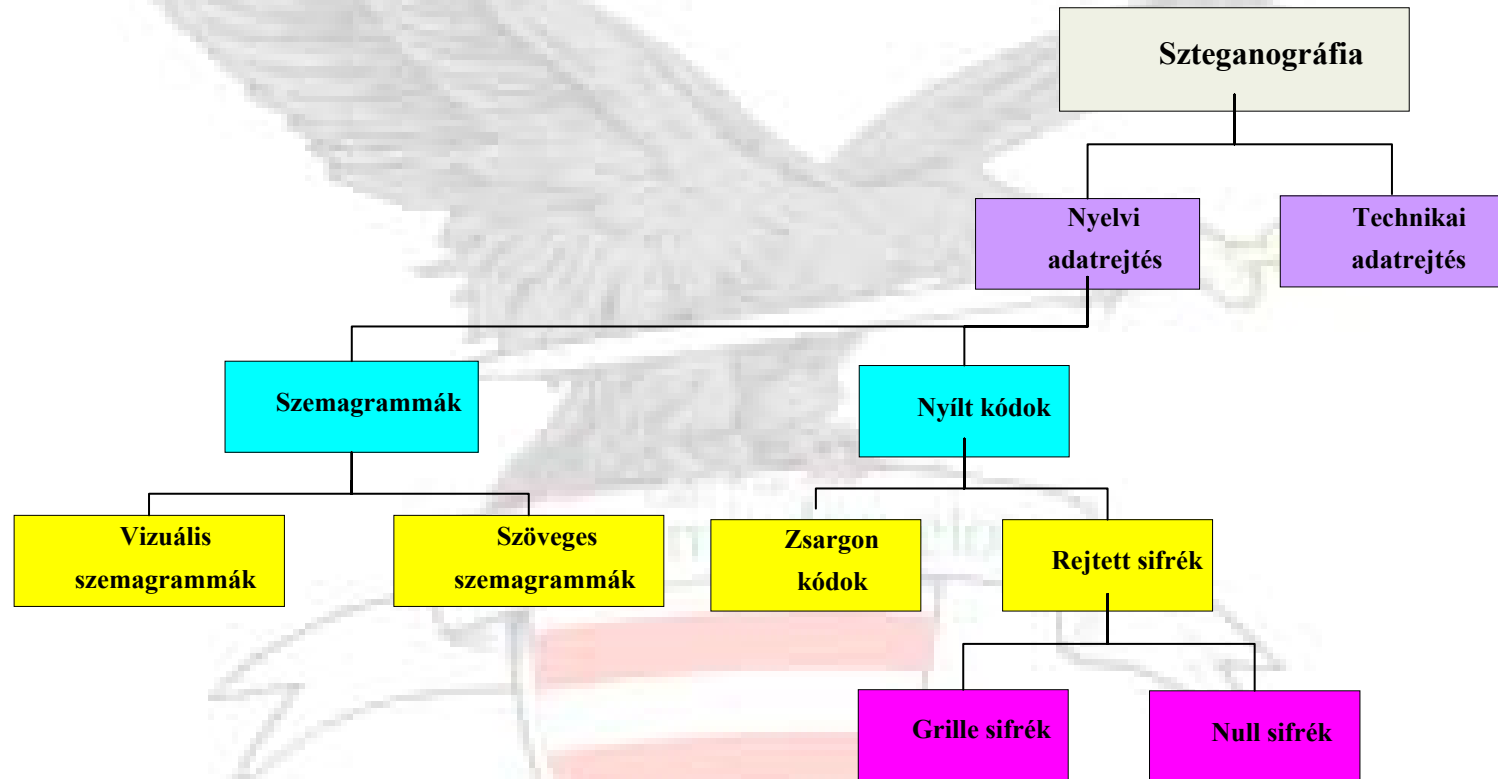 Szteganográfia
Nyelvi
adatrejtés
Technikai
adatrejtés
Szemagrammák
Nyílt kódok
Vizuális
szemagrammák
Szöveges
szemagrammák
Zsargon
kódok
Rejtett sifrék
Grille sifrék
Null sifrék